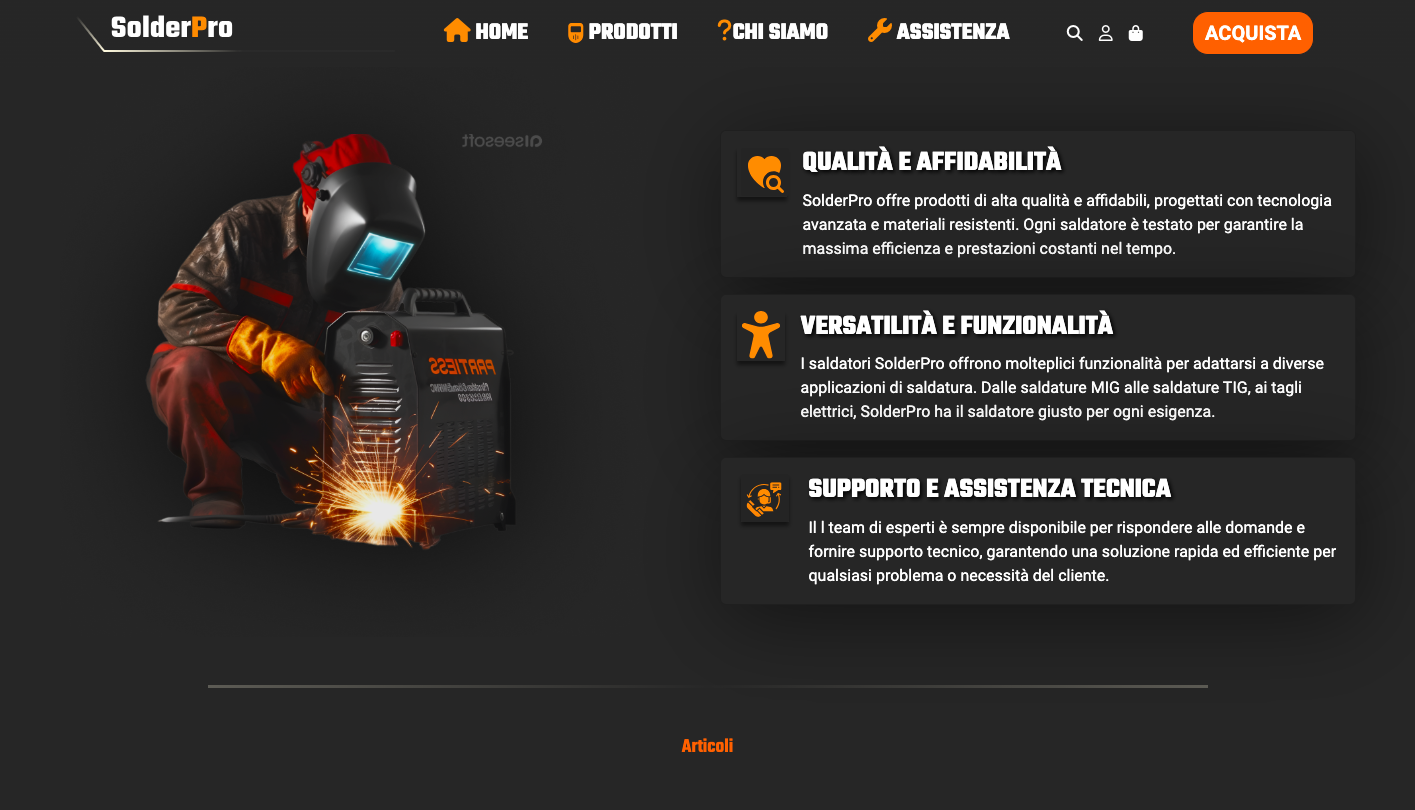 SolderPro
HOME
PRODOTTI
CHI SIAMO
ASSISTENZA
ACQUISTA
aiseesoft
QUALITÀ E AFFIDABILITÀ
SolderPro offre prodotti di alta qualità e affidabili, progettati con tecnologia
avanzata e materiali resistenti. Ogni saldatore è testato per garantire la
massima efficienza e prestazioni costanti nel tempo.
VERSATILITÀ E FUNZIONALITÀ
I saldatori SolderPro offrono molteplici funzionalità per adattarsi a diverse
applicazioni di saldatura. Dalle saldature MIG alle saldature TIG, ai tagli
elettrici, SolderPro ha il saldatore giusto per ogni esigenza.
PARTIESS
SUPPORTO E ASSISTENZA TECNICA
Il l team di esperti è sempre disponibile per rispondere alle domande e
fornire supporto tecnico, garantendo una soluzione rapida ed efficiente per
qualsiasi problema o necessità del cliente.
Articoli